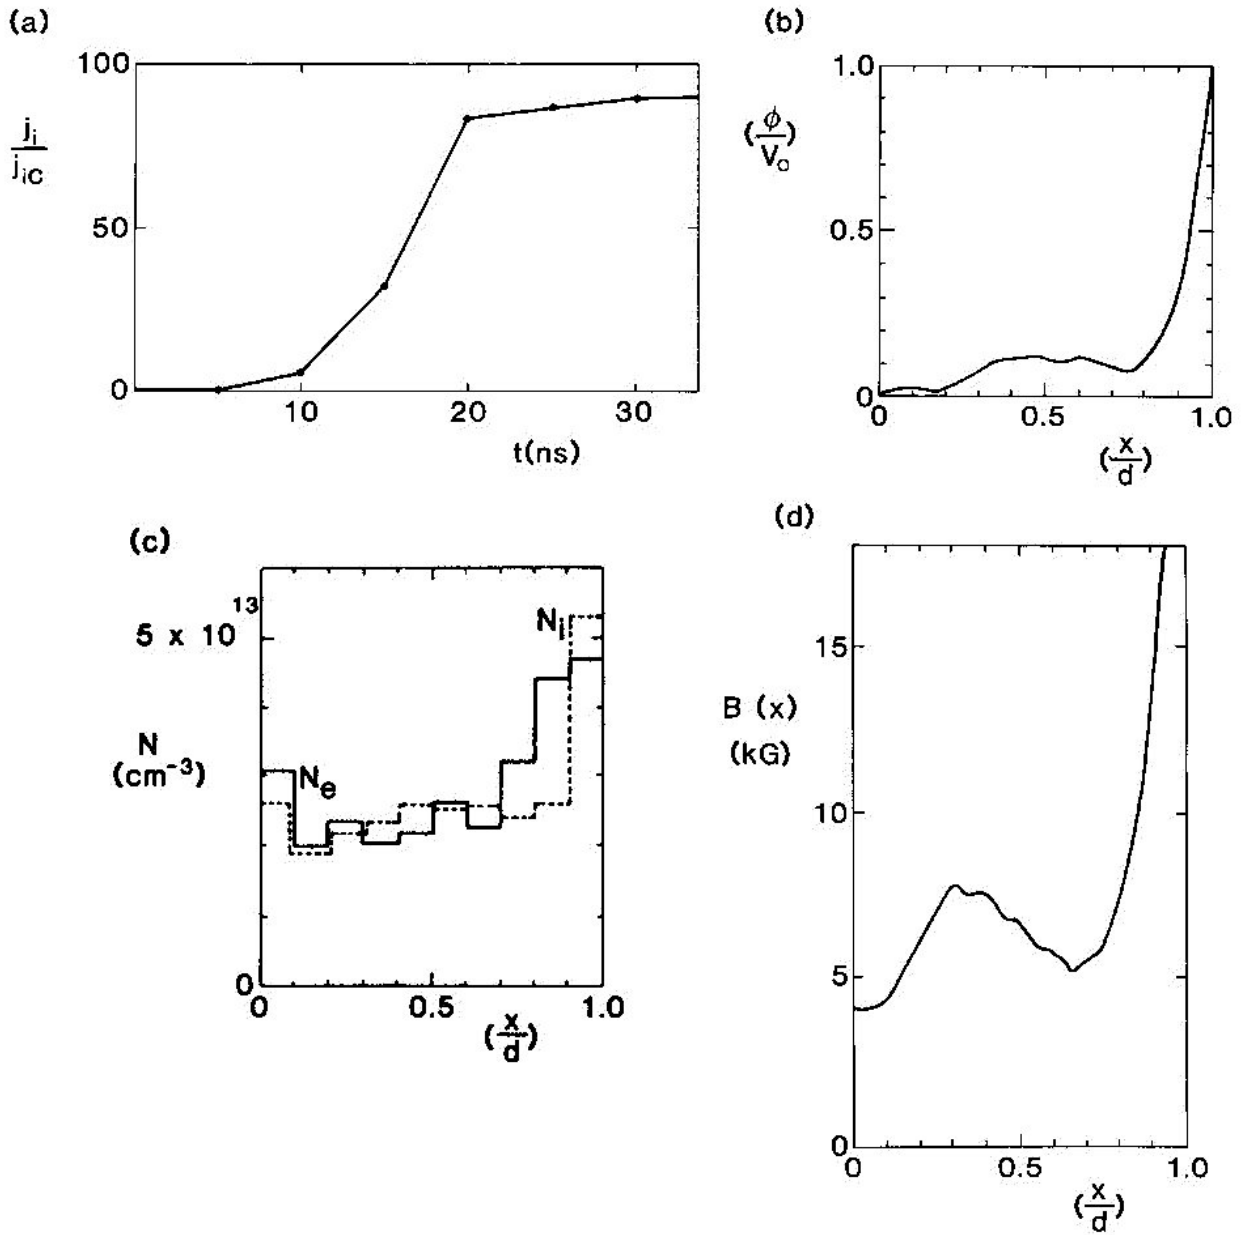 (a)
100
j_i
j_ic
50
0
10 20 30
t(ns)
(b)
1.0
(φ/V_o)
0.5
0
0 0.5 1.0
(x/d)
(c)
5 x 10^13
N_i
N
(cm^-3)
N_e
0
0 0.5 1.0
(x/d)
(d)
15
B (x)
(kG)
10
5
0
0 0.5 1.0
(x/d)